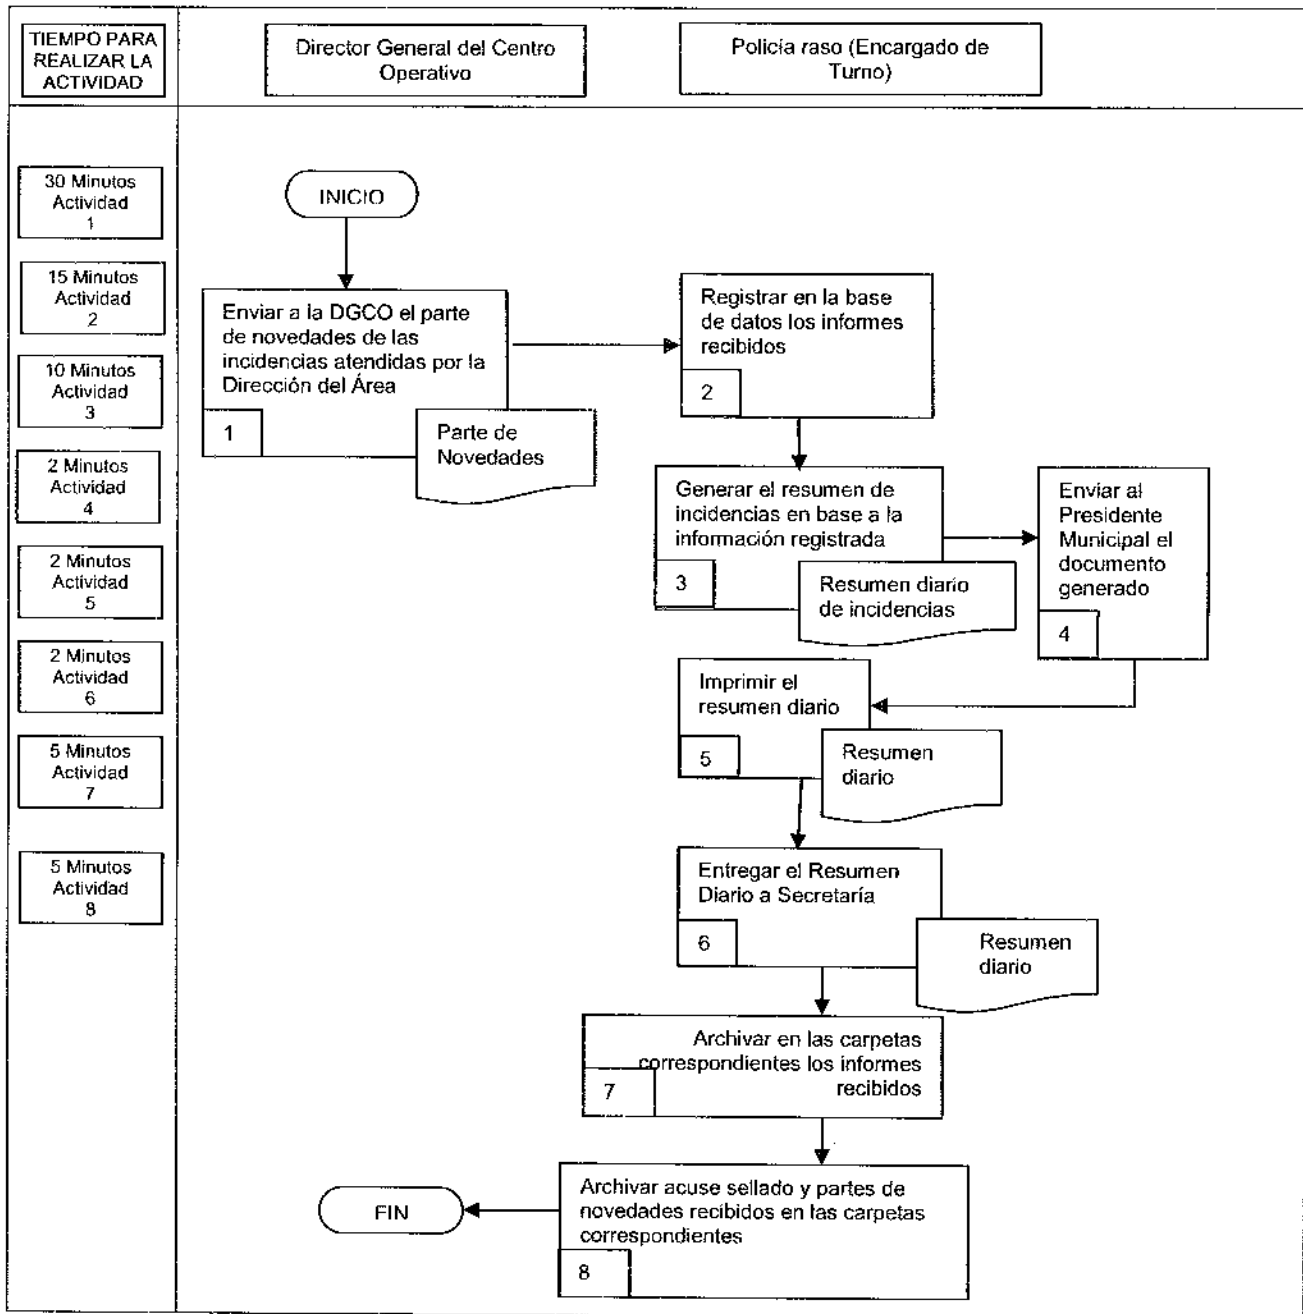 TIEMPO PARA
REALIZAR LA
ACTIVIDAD
Director General del Centro
Operativo
Policía raso (Encargado de
Turno)
30 Minutos
Actividad
1
15 Minutos
Actividad
2
10 Minutos
Actividad
3
2 Minutos
Actividad
4
2 Minutos
Actividad
5
2 Minutos
Actividad
6
5 Minutos
Actividad
7
5 Minutos
Actividad
8
INICIO
Enviar a la DGCO el parte
de novedades de las
incidencias atendidas por la
Dirección del Área
1
Parte de
Novedades
Registrar en la base
de datos los informes
recibidos
2
Generar el resumen de
incidencias en base a la
información registrada
3
Resumen diario
de incidencias
Enviar al
Presidente
Municipal el
documento
generado
4
Imprimir el
resumen diario
5
Resumen
diario
Entregar el Resumen
Diario a Secretaría
6
Resumen
diario
Archivar en las carpetas
correspondientes los informes
recibidos
7
Archivar acuse sellado y partes de
novedades recibidos en las carpetas
correspondientes
8
FIN